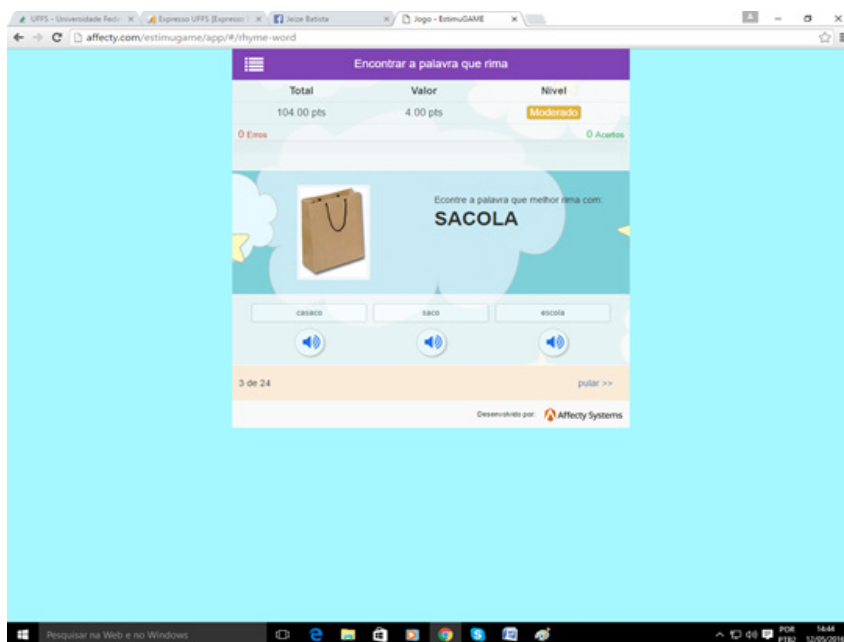 UFFS - Universidade Fede
Expresso UFFS [Expresso
Jeize Batista
Jogo - EstimuGAME
affecty.com/estimugame/app/#/rhyme-word
Encontrar a palavra que rima
Total Valor Nível
104.00 pts 4.00 pts Moderado
0 Erros 0 Acertos
Econtre a palavra que melhor rima com:
SACOLA
casaco saco escola
3 de 24 pular >>
Desenvolvido por: Affecty Systems
Pesquisar na Web e no Windows
POR 14:44
PTB2 12/05/2016